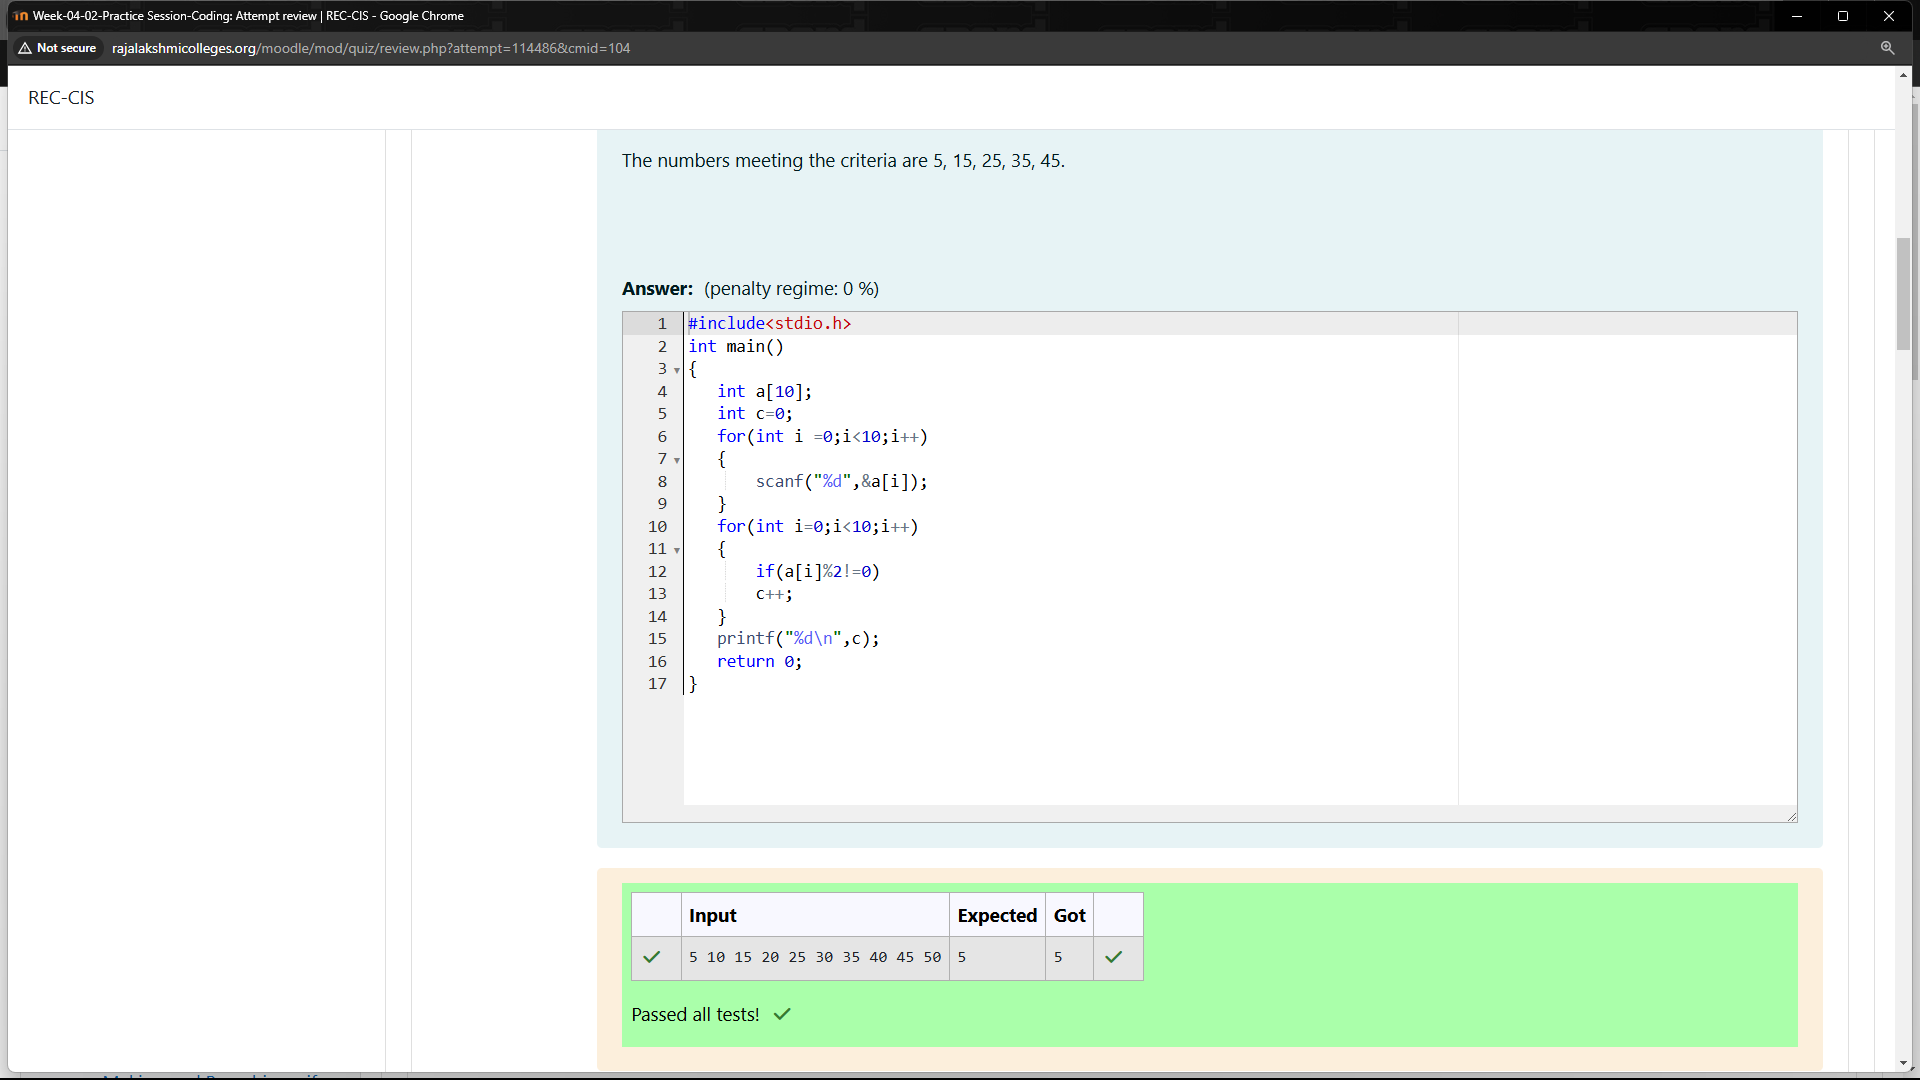 Week-04-02-Practice Session-Coding: Attempt review | REC-CIS - Google Chrome
Not secure rajalakshmicolleges.org/moodle/mod/quiz/review.php?attempt=114486&cmid=104
REC-CIS
The numbers meeting the criteria are 5, 15, 25, 35, 45.
Answer: (penalty regime: 0 %)
1 #include<stdio.h>
2 int main()
3 {
4 int a[10];
5 int c=0;
6 for(int i =0;i<10;i++)
7 {
8 scanf("%d",&a[i]);
9 }
10 for(int i=0;i<10;i++)
11 {
12 if(a[i]%2!=0)
13 c++;
14 }
15 printf("%d\n",c);
16 return 0;
17 }
Input Expected Got
5 10 15 20 25 30 35 40 45 50 5 5
Passed all tests!